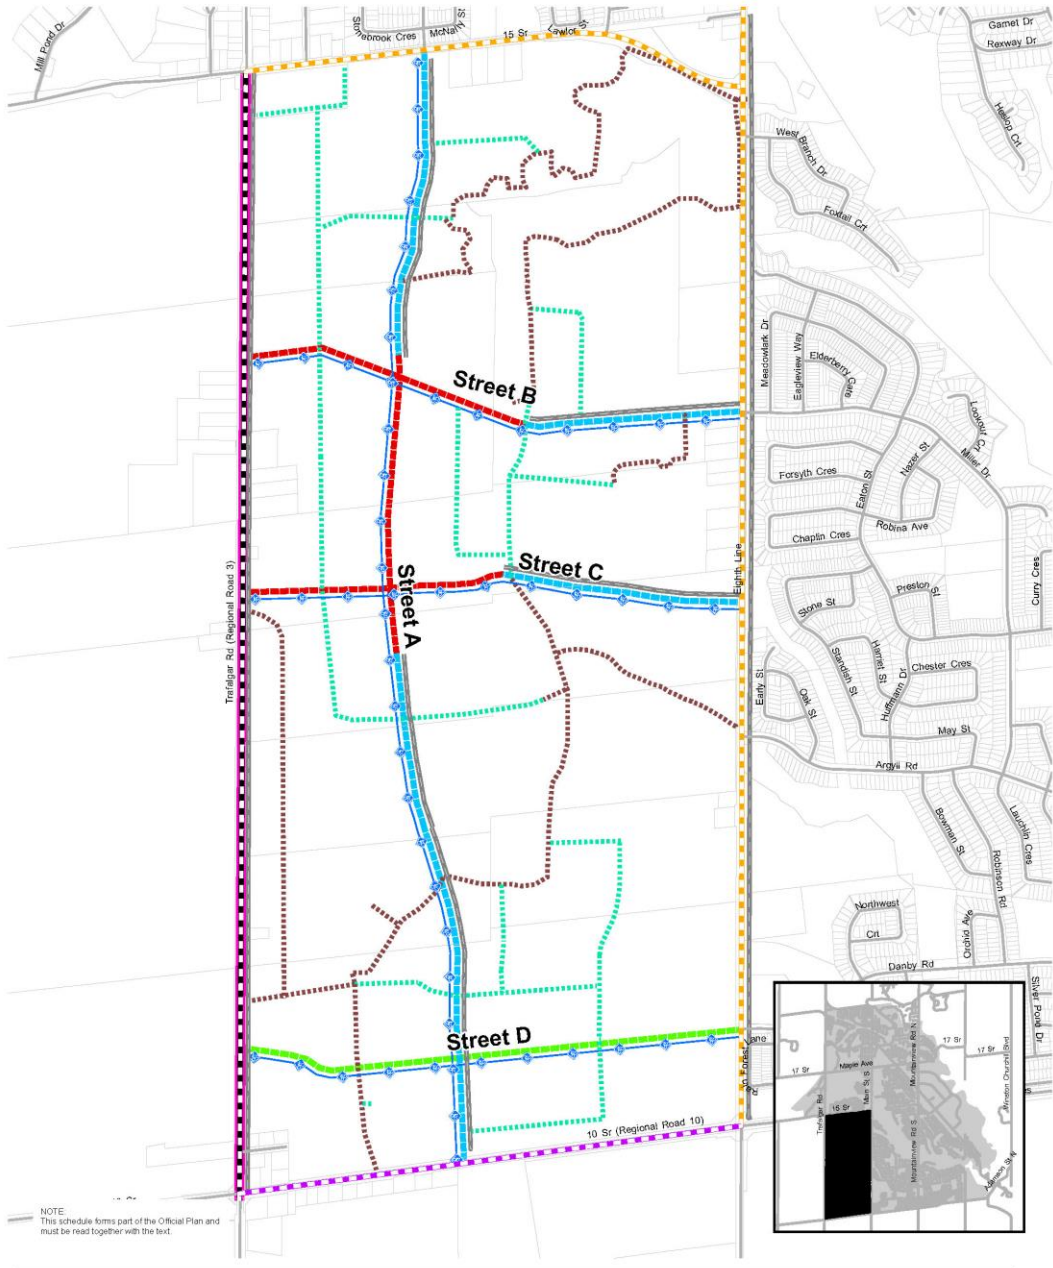 Mill Pond Dr
Stonebrook Cres
McNally St
15 Sr
Lawlor St
Garnet Dr
Rexway Dr
Heslop Crt
West Branch Dr
Foxtail Crt
Meadowlark Dr
Eagleview Way
Elderberry Gate
Street B
Lookout Crt
Miller Dr
Nazer St
Forsyth Cres
Eaton St
Robina Ave
Chaplin Cres
Eighth Line
Street C
Curry Cres
Preston St
Stone St
Trafalgar Rd (Regional Road 3)
Street A
Standish St
Harriet St
Huffmann Dr
Chester Cres
Early St
Oak St
May St
Argyll Rd
Bowman St
Lauchlin Cres
Robinson Rd
Northwest
Crt
Orchid Ave
Danby Rd
Silver Pond Dr
Street D
Lane
10 Sr (Regional Road 10)
17 Sr
17 Sr
17 Sr
Maple Ave
Main St S
Mountainview Rd N
Winston Churchill Blvd
Trafalgar Rd
15 Sr
Mountainview Rd S
Adamson St N
NOTE:
This schedule forms part of the Official Plan and
must be read together with the text.